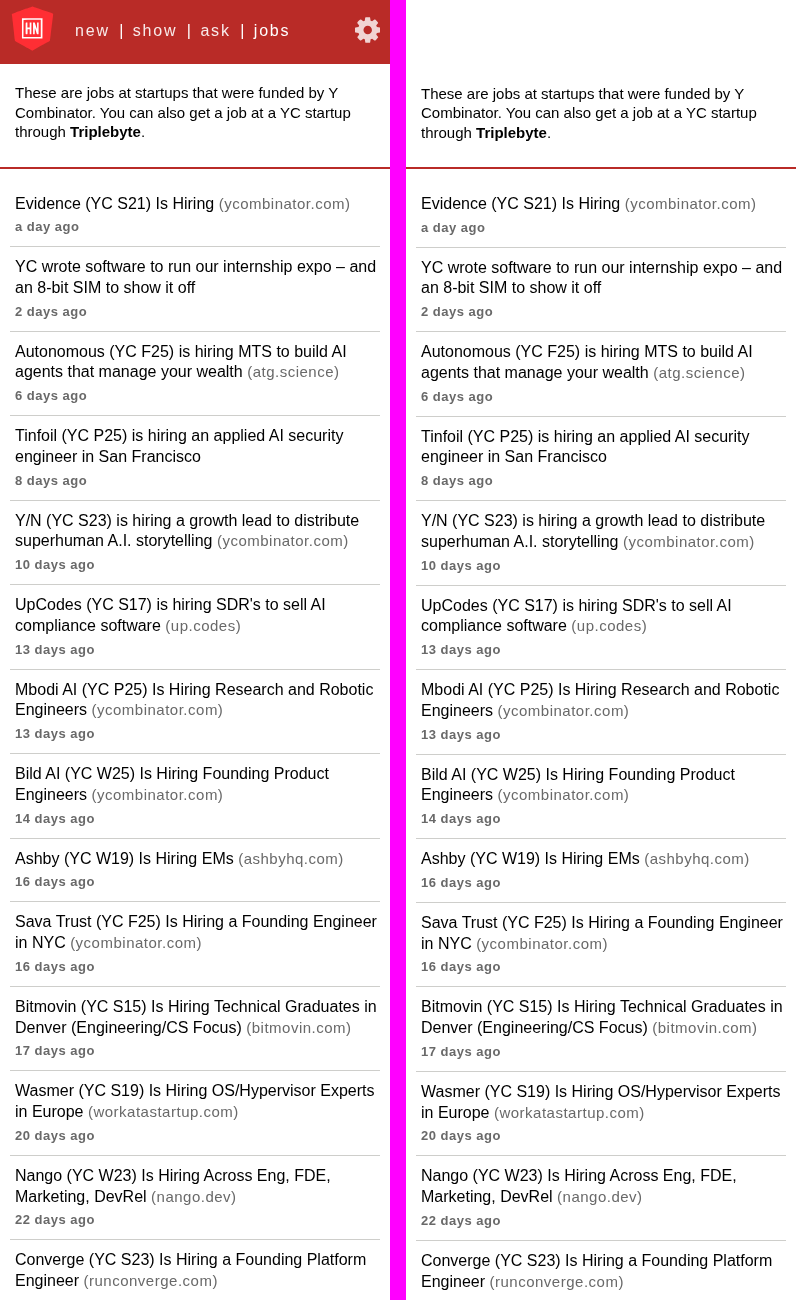 HN
new | show | ask | jobs
These are jobs at startups that were funded by Y
Combinator. You can also get a job at a YC startup
through Triplebyte.
Evidence (YC S21) Is Hiring (ycombinator.com)
a day ago
YC wrote software to run our internship expo – and
an 8-bit SIM to show it off
2 days ago
Autonomous (YC F25) is hiring MTS to build AI
agents that manage your wealth (atg.science)
6 days ago
Tinfoil (YC P25) is hiring an applied AI security
engineer in San Francisco
8 days ago
Y/N (YC S23) is hiring a growth lead to distribute
superhuman A.I. storytelling (ycombinator.com)
10 days ago
UpCodes (YC S17) is hiring SDR's to sell AI
compliance software (up.codes)
13 days ago
Mbodi AI (YC P25) Is Hiring Research and Robotic
Engineers (ycombinator.com)
13 days ago
Bild AI (YC W25) Is Hiring Founding Product
Engineers (ycombinator.com)
14 days ago
Ashby (YC W19) Is Hiring EMs (ashbyhq.com)
16 days ago
Sava Trust (YC F25) Is Hiring a Founding Engineer
in NYC (ycombinator.com)
16 days ago
Bitmovin (YC S15) Is Hiring Technical Graduates in
Denver (Engineering/CS Focus) (bitmovin.com)
17 days ago
Wasmer (YC S19) Is Hiring OS/Hypervisor Experts
in Europe (workatastartup.com)
20 days ago
Nango (YC W23) Is Hiring Across Eng, FDE,
Marketing, DevRel (nango.dev)
22 days ago
Converge (YC S23) Is Hiring a Founding Platform
Engineer (runconverge.com)
These are jobs at startups that were funded by Y
Combinator. You can also get a job at a YC startup
through Triplebyte.
Evidence (YC S21) Is Hiring (ycombinator.com)
a day ago
YC wrote software to run our internship expo – and
an 8-bit SIM to show it off
2 days ago
Autonomous (YC F25) is hiring MTS to build AI
agents that manage your wealth (atg.science)
6 days ago
Tinfoil (YC P25) is hiring an applied AI security
engineer in San Francisco
8 days ago
Y/N (YC S23) is hiring a growth lead to distribute
superhuman A.I. storytelling (ycombinator.com)
10 days ago
UpCodes (YC S17) is hiring SDR's to sell AI
compliance software (up.codes)
13 days ago
Mbodi AI (YC P25) Is Hiring Research and Robotic
Engineers (ycombinator.com)
13 days ago
Bild AI (YC W25) Is Hiring Founding Product
Engineers (ycombinator.com)
14 days ago
Ashby (YC W19) Is Hiring EMs (ashbyhq.com)
16 days ago
Sava Trust (YC F25) Is Hiring a Founding Engineer
in NYC (ycombinator.com)
16 days ago
Bitmovin (YC S15) Is Hiring Technical Graduates in
Denver (Engineering/CS Focus) (bitmovin.com)
17 days ago
Wasmer (YC S19) Is Hiring OS/Hypervisor Experts
in Europe (workatastartup.com)
20 days ago
Nango (YC W23) Is Hiring Across Eng, FDE,
Marketing, DevRel (nango.dev)
22 days ago
Converge (YC S23) Is Hiring a Founding Platform
Engineer (runconverge.com)